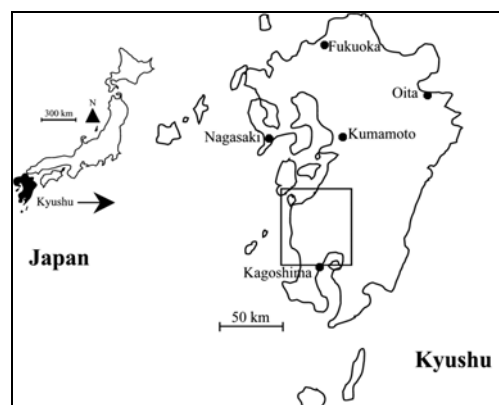 Fukuoka
N
300 km
Oita
Nagasaki
Kumamoto
Kyushu
Japan
Kagoshima
50 km
Kyushu